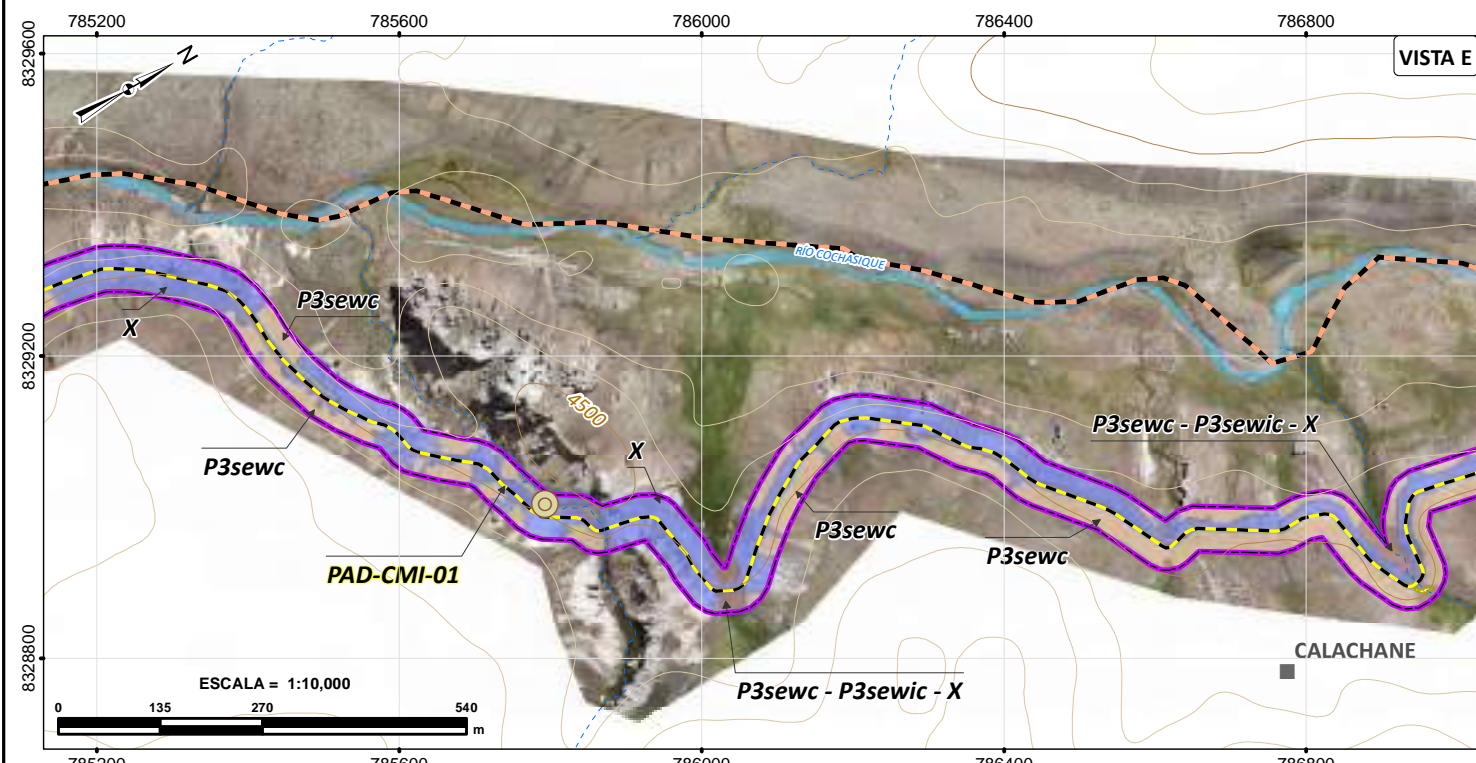 785200 785600 786000 786400 786800
8329600
N
VISTA E
RÍO COCHASIQUE
P3sewc
X
8329200
4500
P3sewc - P3sewic - X
X
P3sewc
P3sewc
P3sewc
PAD-CMI-01
CALACHANE
8328800
ESCALA = 1:10,000
P3sewc - P3sewic - X
0 135 270 540
m
785200 785600 786000 786400 786800